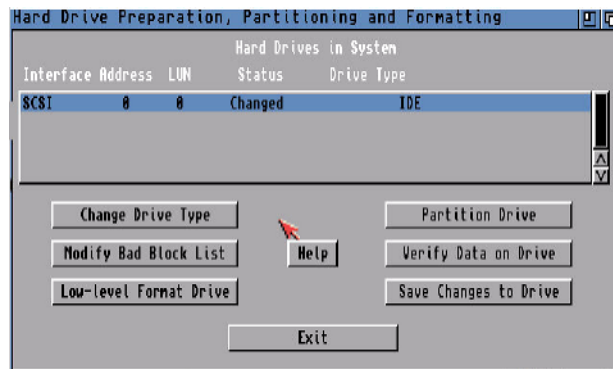 Hard Drive Preparation, Partitioning and Formatting
Hard Drives in System
Interface Address LUN Status Drive Type
SCSI 0 0 Changed IDE
Change Drive Type Partition Drive
Modify Bad Block List Help Verify Data on Drive
Low-level Format Drive Save Changes to Drive
Exit